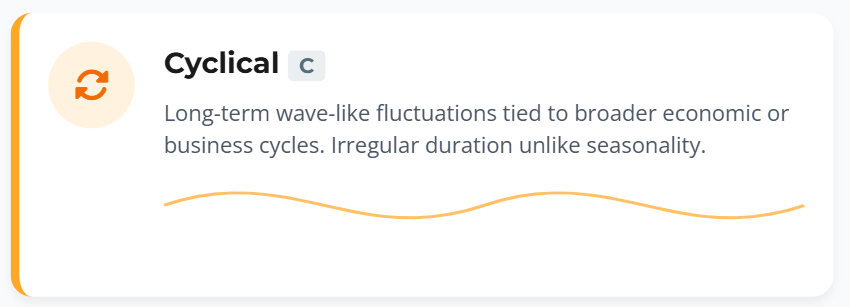 Cyclical C
Long-term wave-like fluctuations tied to broader economic or
business cycles. Irregular duration unlike seasonality.